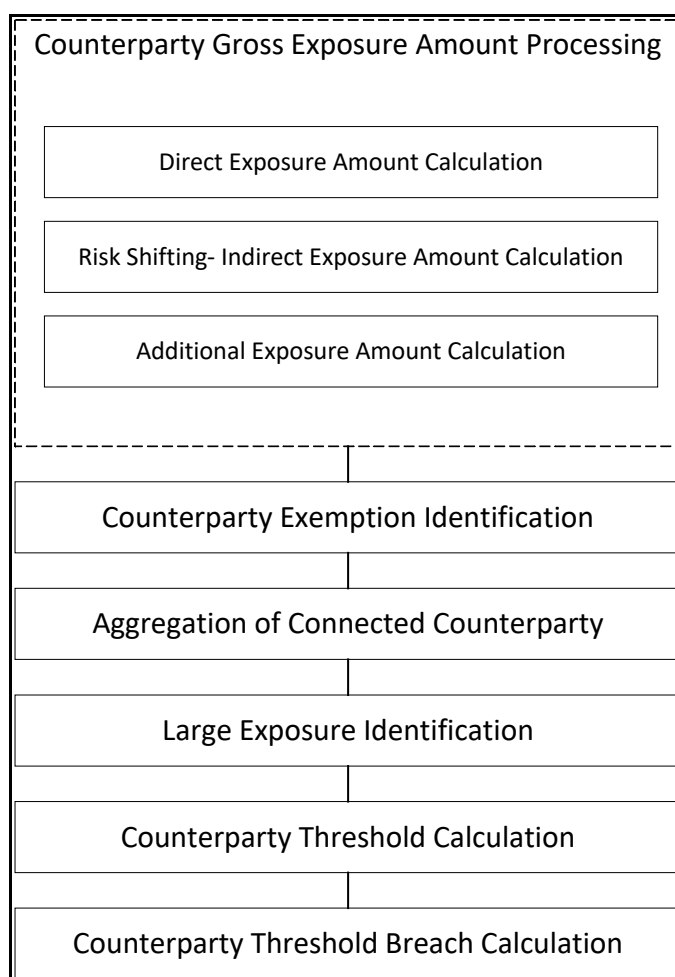 Counterparty Gross Exposure Amount Processing
Direct Exposure Amount Calculation
Risk Shifting- Indirect Exposure Amount Calculation
Additional Exposure Amount Calculation
Counterparty Exemption Identification
Aggregation of Connected Counterparty
Large Exposure Identification
Counterparty Threshold Calculation
Counterparty Threshold Breach Calculation